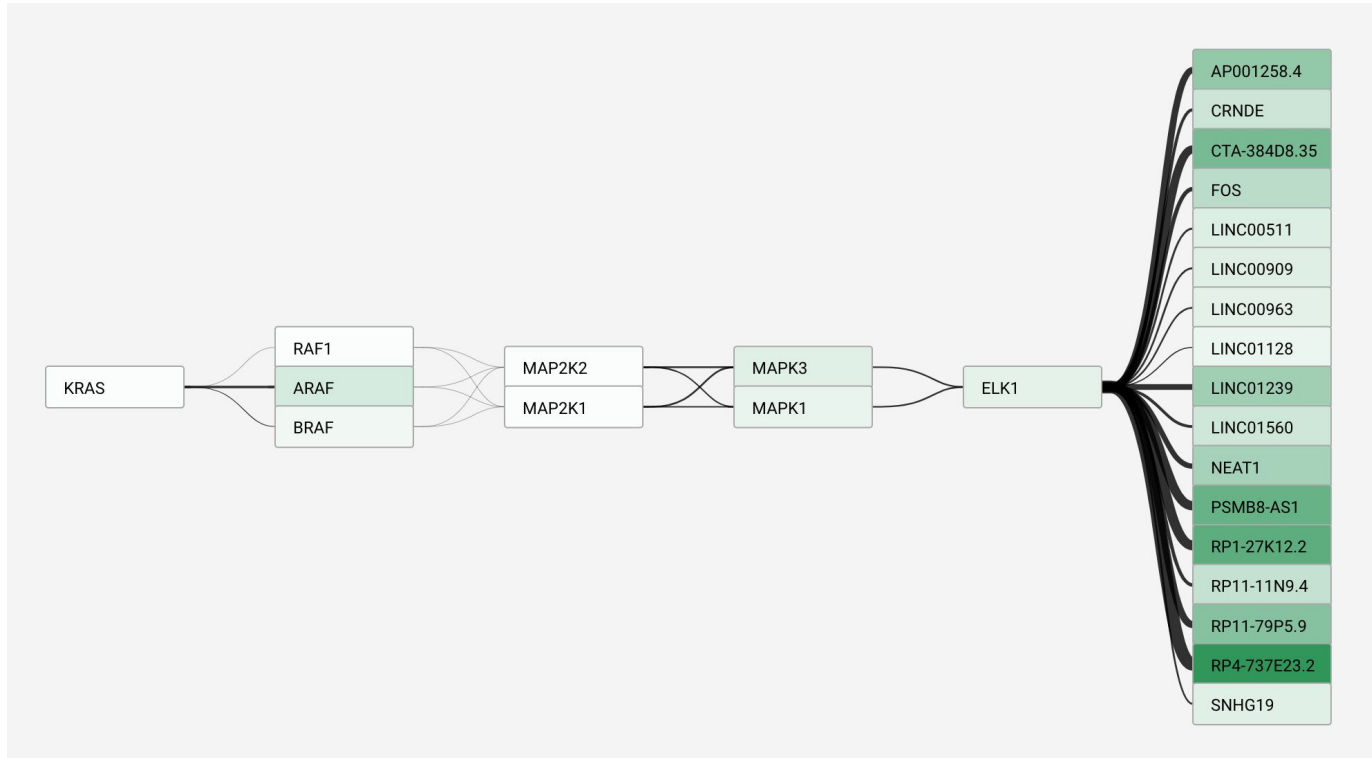 KRAS
RAF1
ARAF
BRAF
MAP2K2
MAP2K1
MAPK3
MAPK1
ELK1
AP001258.4
CRNDE
CTA-384D8.35
FOS
LINC00511
LINC00909
LINC00963
LINC01128
LINC01239
LINC01560
NEAT1
PSMB8-AS1
RP1-27K12.2
RP11-11N9.4
RP11-79P5.9
RP4-737E23.2
SNHG19